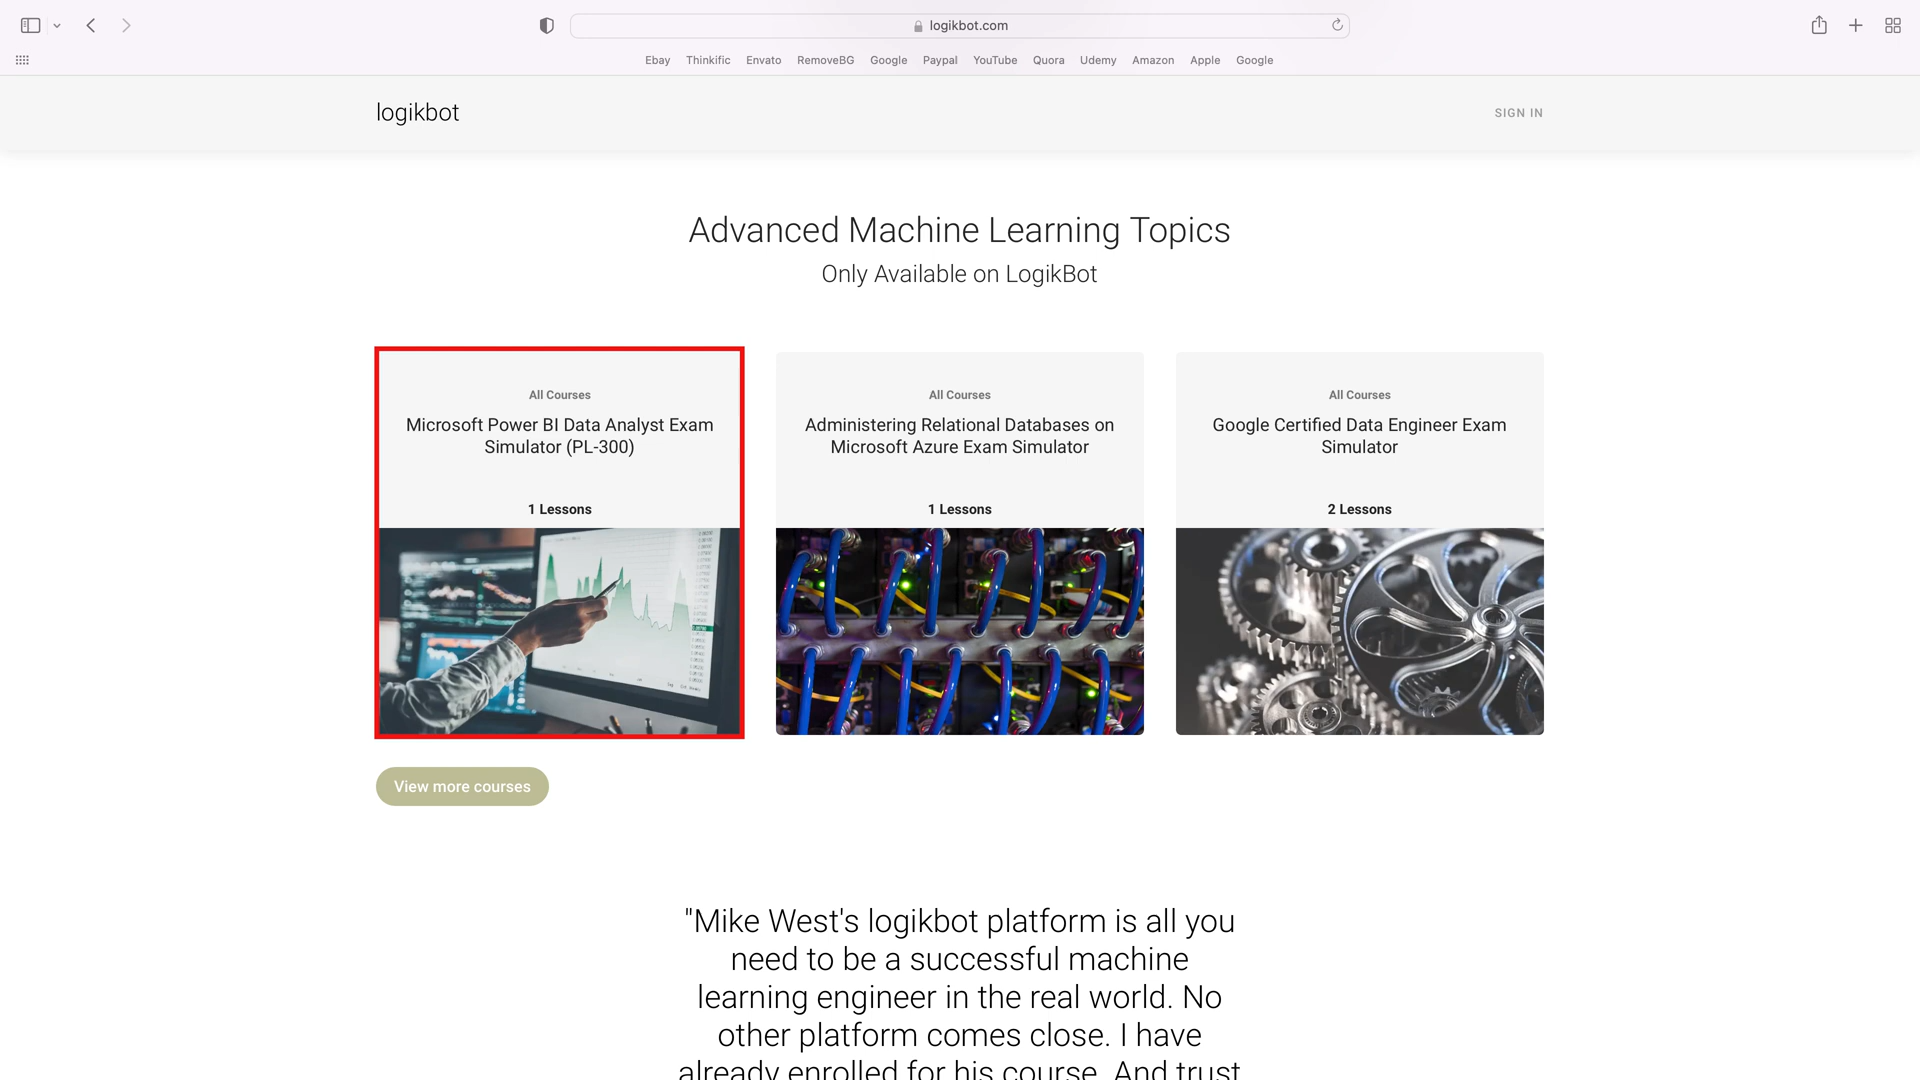 logikbot.com
Ebay Thinkific Envato RemoveBG Google Paypal YouTube Quora Udemy Amazon Apple Google
logikbot
SIGN IN
Advanced Machine Learning Topics
Only Available on LogikBot
All Courses
Microsoft Power BI Data Analyst Exam
Simulator (PL-300)
1 Lessons
All Courses
Administering Relational Databases on
Microsoft Azure Exam Simulator
1 Lessons
All Courses
Google Certified Data Engineer Exam
Simulator
2 Lessons
View more courses
"Mike West's logikbot platform is all you
need to be a successful machine
learning engineer in the real world. No
other platform comes close. I have
already enrolled for his course. And trust